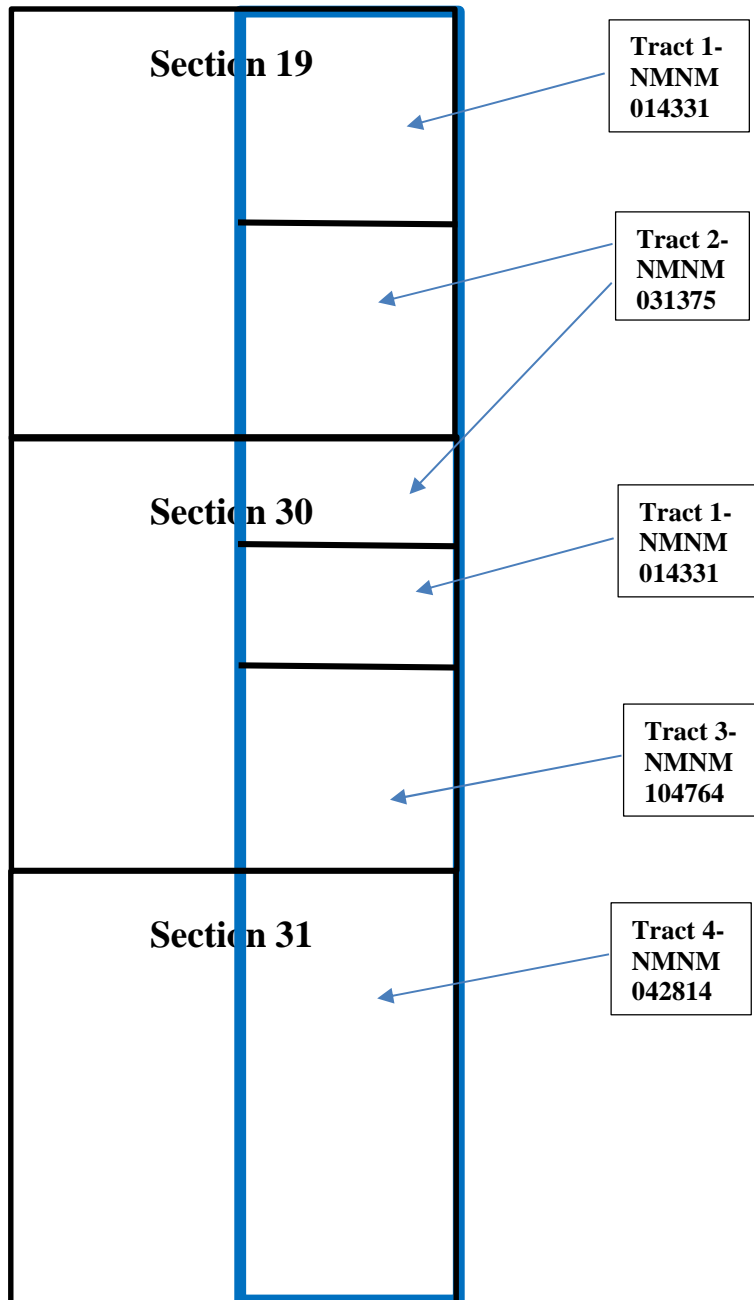 Section 19
Tract 1-
NMNM
014331
Tract 2-
NMNM
031375
Section 30
Tract 1-
NMNM
014331
Tract 3-
NMNM
104764
Section 31
Tract 4-
NMNM
042814